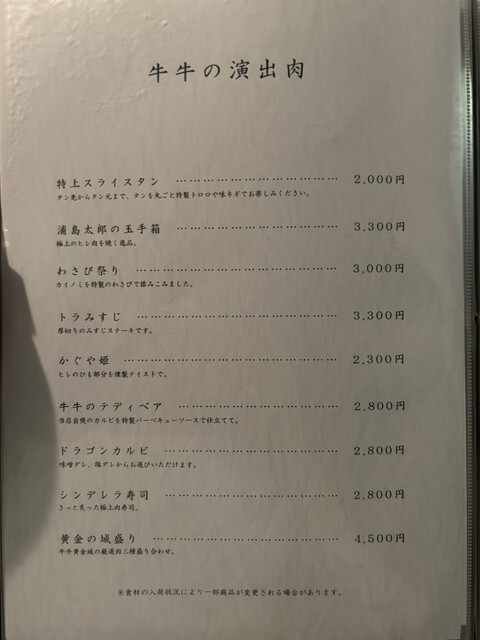 牛牛の演出肉
特上スライスタン ……………………………… 2,000円
タン先からタン元まで、タンを丸ごと特製トロロや味ネギでお楽しみください。
浦島太郎の玉手箱 ……………………………… 3,300円
極上のヒレ肉を焼く逸品。
わさび祭り ……………………………………… 3,000円
カイノミを特製のわさびで揉みこみました。
トラみすじ ……………………………………… 3,300円
厚切りのみすじステーキです。
かぐや姫 ………………………………………… 2,300円
ヒレのひも部分を燻製テイストで。
牛牛のテディベア ……………………………… 2,800円
当店自慢のカルビを特製バーベキューソースで仕立てて。
ドラゴンカルビ ………………………………… 2,800円
味噌ダレ、塩ダレからお選びいただけます。
シンデレラ寿司 ………………………………… 2,800円
さっと炙った極上肉寿司。
黄金の城盛り …………………………………… 4,500円
牛牛黄金城の厳選肉三種盛り合わせ。
※食材の入荷状況により一部商品が変更される場合があります。